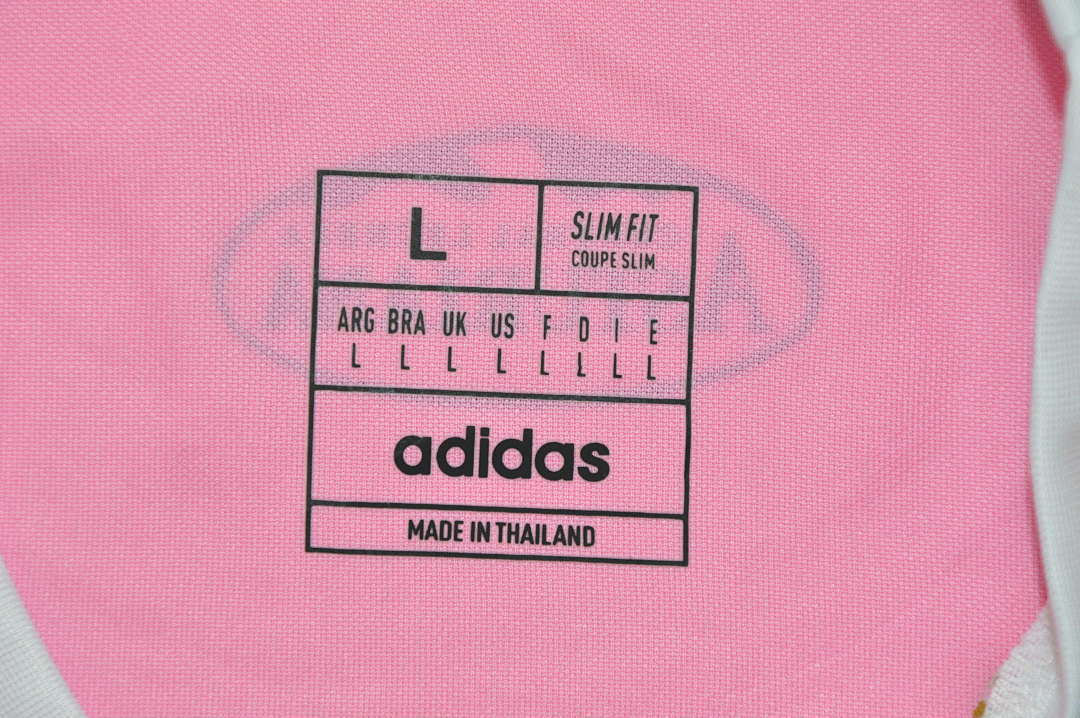 L
SLIM FIT
COUPE SLIM
ARG BRA UK US F D I E
L L L L L L L L
adidas
MADE IN THAILAND